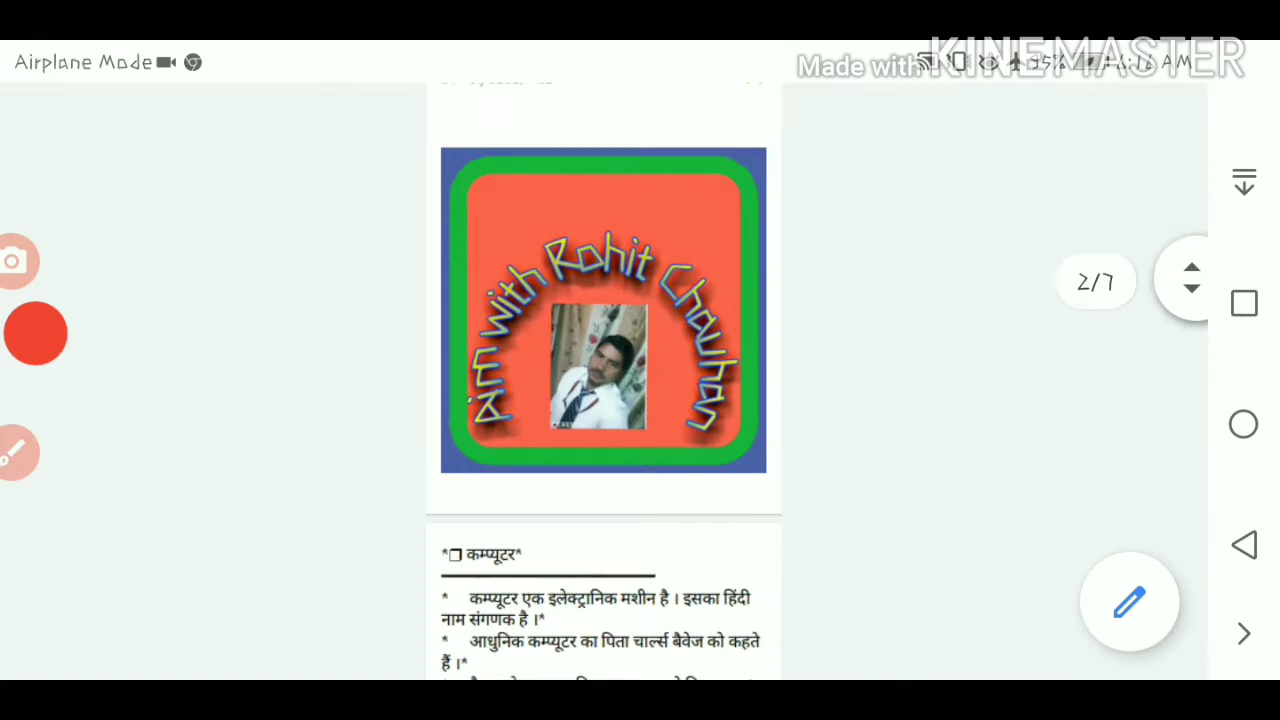 Airplane Mode
Made with KINEMASTER
AM
aim with Rohit Chauhan
2/7
*❐ कम्प्यूटर*
* कम्प्यूटर एक इलेक्ट्रानिक मशीन है । इसका हिंदी
नाम संगणक है ।*
* आधुनिक कम्प्यूटर का पिता चार्ल्स बैवेज को कहते
हैं ।*